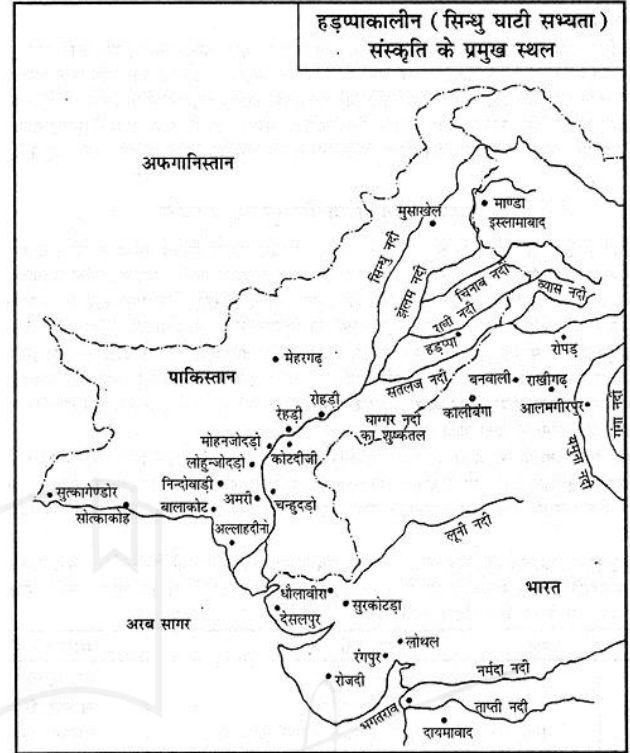 हड़प्पाकालीन ( सिन्धु घाटी सभ्यता )
संस्कृति के प्रमुख स्थल
अफगानिस्तान
मुसाखेल
माण्डा
इस्लामाबाद
सिन्धु नदी
झेलम नदी
चिनाब नदी
व्यास नदी
रावी नदी
हड़प्पा
रोपड़
मेहरगढ़
पाकिस्तान
सतलज नदी
बनवाली
राखीगढ़
रोहड़ी
कालीबंगा
आलमगीरपुर
गंगा नदी
रेहड़ी
घाग्गर नदी
का शुष्कतल
यमुना नदी
मोहनजोदड़ो
कोटदीजी
लोहुन्जोदड़ो
निन्दोवाड़ी
सुत्कागेण्डोर
अमरी
चन्हुदड़ो
बालाकोट
सोत्काकोह
अल्लाहदीनो
लूनी नदी
धौलावीरा
भारत
देसलपुर
सुरकोटड़ा
अरब सागर
लोथल
रंगपुर
रोजदी
नर्मदा नदी
भगतराव
ताप्ती नदी
दायमावाद